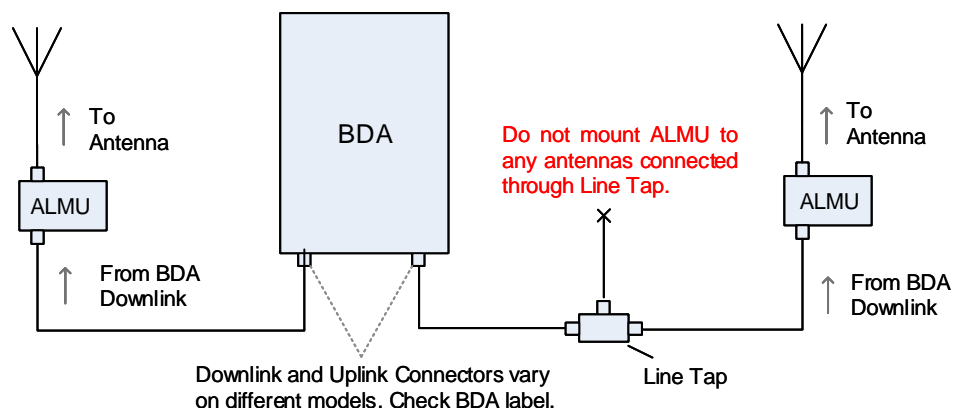 To
Antenna
ALMU
From BDA
Downlink
BDA
Do not mount ALMU to
any antennas connected
through Line Tap.
To
Antenna
ALMU
From BDA
Downlink
Line Tap
Downlink and Uplink Connectors vary
on different models. Check BDA label.